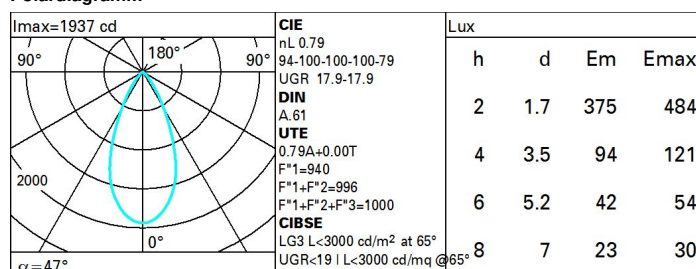 Polardiagramm
Imax=1937 cd
90° 180° 90°
2000
0°
α=47°
CIE
nL 0.79
94-100-100-100-79
UGR 17.9-17.9
DIN
A.61
UTE
0.79A+0.00T
F"1=940
F"1+F"2=996
F"1+F"2+F"3=1000
CIBSE
LG3 L<3000 cd/m² at 65°
UGR<19 | L<3000 cd/mq @65°
Lux
h d Em Emax
2 1.7 375 484
4 3.5 94 121
6 5.2 42 54
8 7 23 30